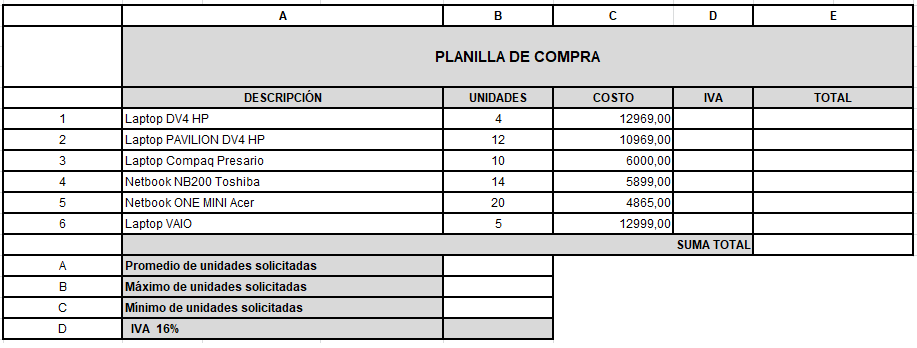 A B C D E
PLANILLA DE COMPRA
DESCRIPCIÓN UNIDADES COSTO IVA TOTAL
1 Laptop DV4 HP 4 12969,00
2 Laptop PAVILION DV4 HP 12 10969,00
3 Laptop Compaq Presario 10 6000,00
4 Netbook NB200 Toshiba 14 5899,00
5 Netbook ONE MINI Acer 20 4865,00
6 Laptop VAIO 5 12999,00
SUMA TOTAL
A Promedio de unidades solicitadas
B Máximo de unidades solicitadas
C Mínimo de unidades solicitadas
D IVA 16%